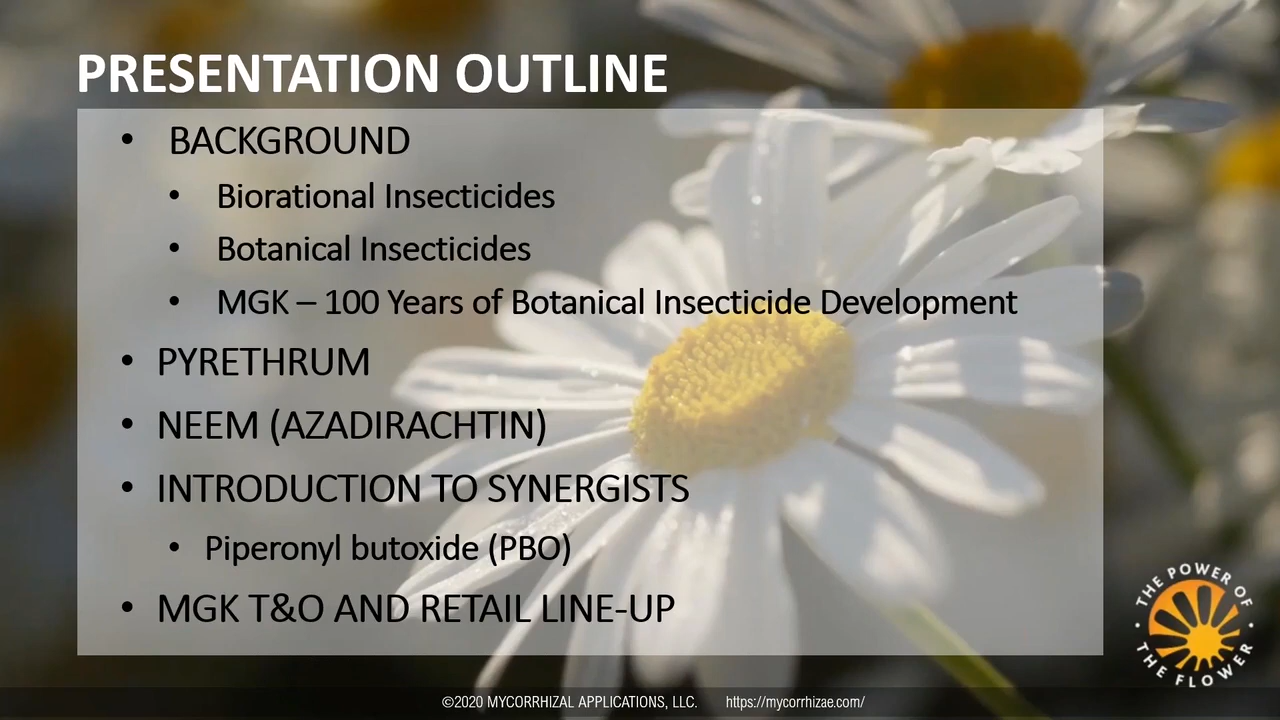 PRESENTATION OUTLINE
• BACKGROUND
• Biorational Insecticides
• Botanical Insecticides
• MGK – 100 Years of Botanical Insecticide Development
• PYRETHRUM
• NEEM (AZADIRACHTIN)
• INTRODUCTION TO SYNERGISTS
• Piperonyl butoxide (PBO)
• MGK T&O AND RETAIL LINE-UP
• THE POWER OF •
THE FLOWER
©2020 MYCORRHIZAL APPLICATIONS, LLC. https://mycorrhizae.com/